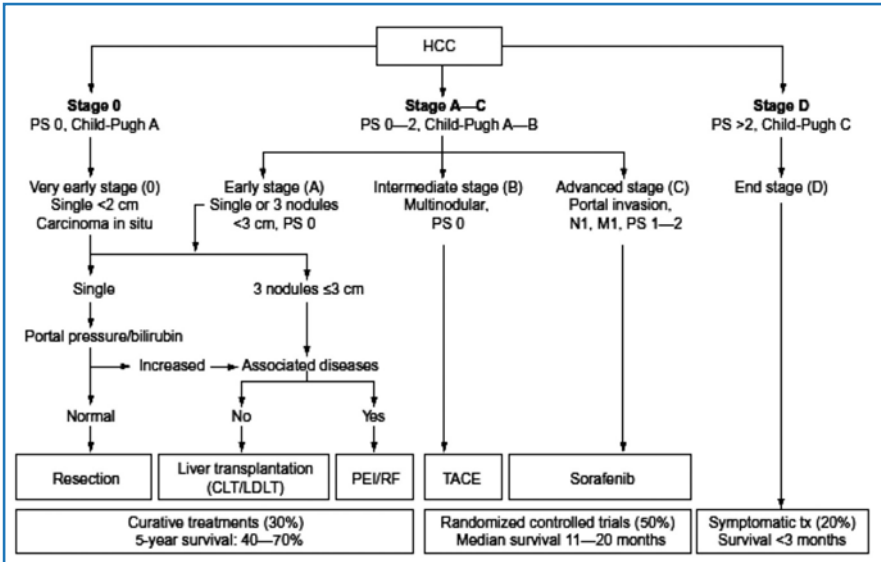 HCC
Stage 0
PS 0, Child-Pugh A
Stage A—C
PS 0—2, Child-Pugh A—B
Stage D
PS >2, Child-Pugh C
Very early stage (0)
Single <2 cm
Carcinoma in situ
Early stage (A)
Single or 3 nodules
<3 cm, PS 0
Intermediate stage (B)
Multinodular,
PS 0
Advanced stage (C)
Portal invasion,
N1, M1, PS 1—2
End stage (D)
Single
3 nodules ≤3 cm
Portal pressure/bilirubin
Increased
Associated diseases
Normal
No
Yes
Resection
Liver transplantation
(CLT/LDLT)
PEI/RF
TACE
Sorafenib
Curative treatments (30%)
5-year survival: 40—70%
Randomized controlled trials (50%)
Median survival 11—20 months
Symptomatic tx (20%)
Survival <3 months